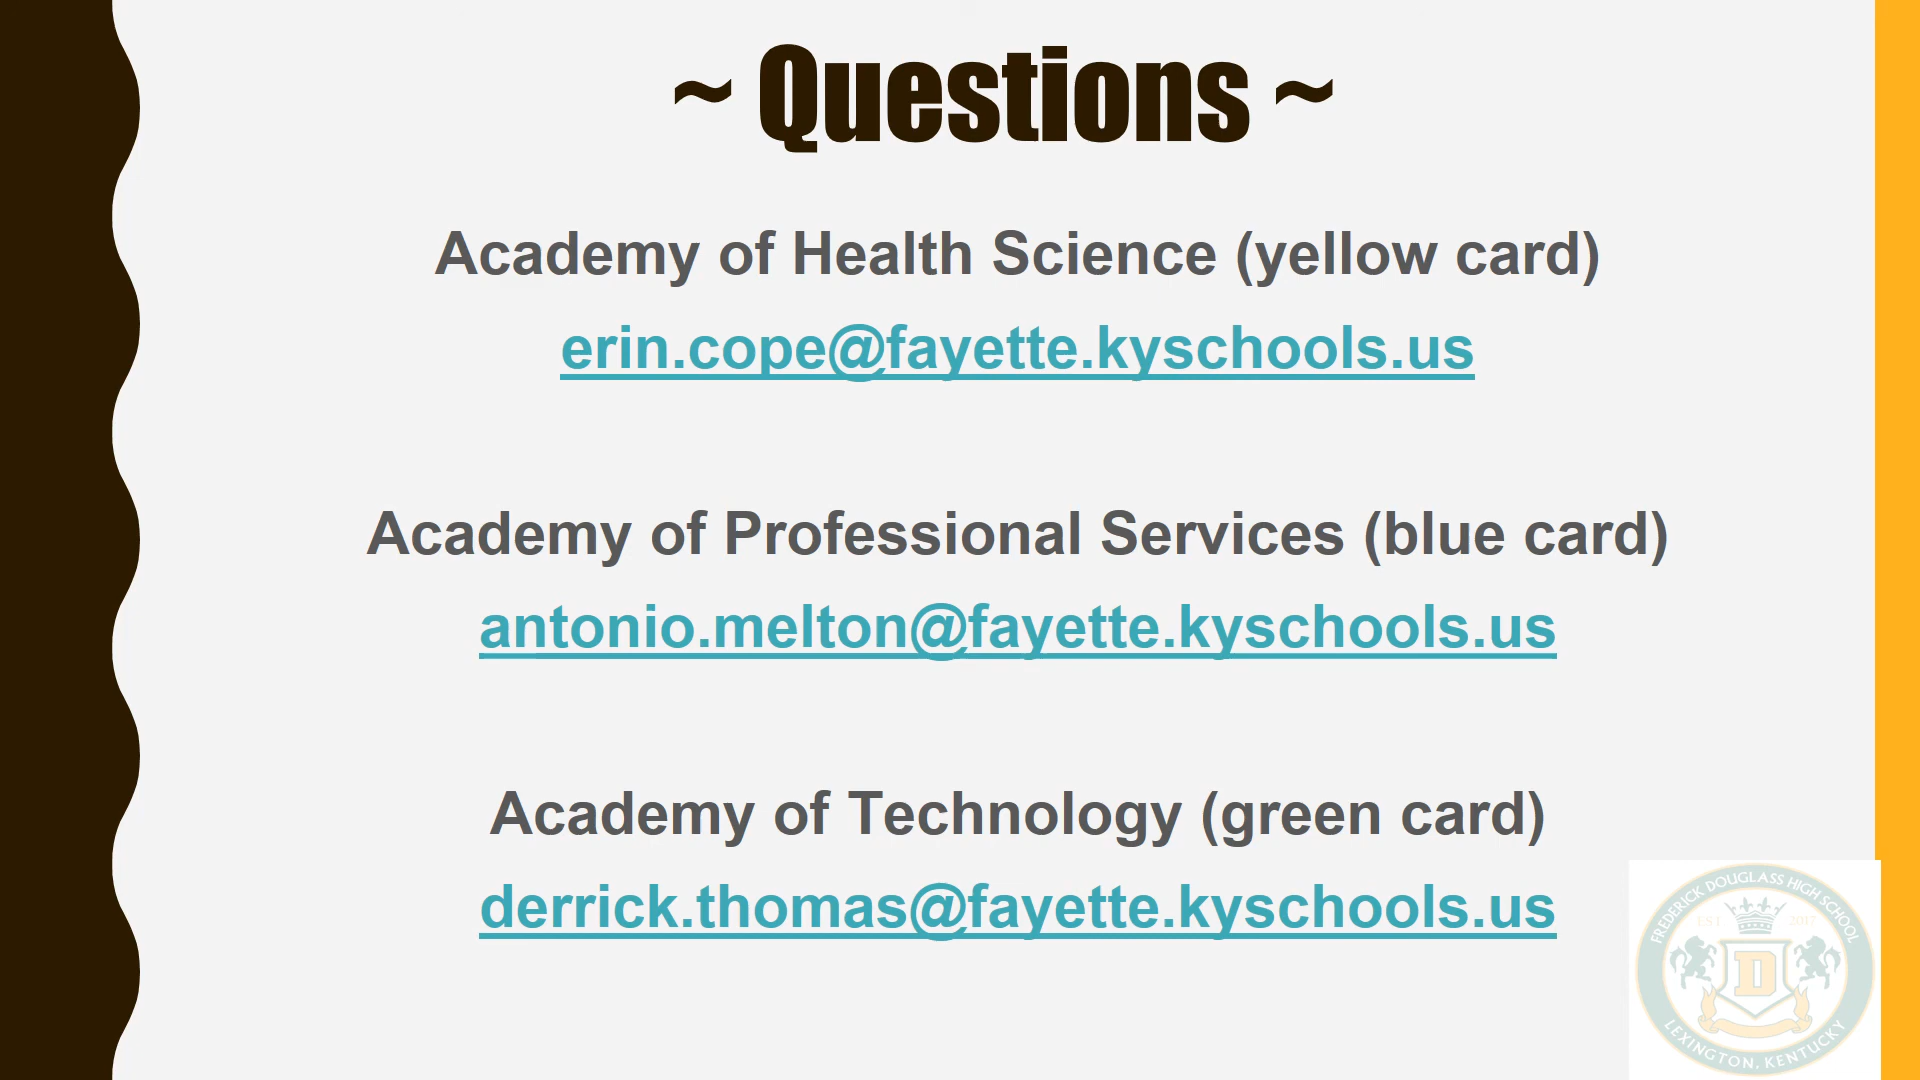 ~ Questions ~
Academy of Health Science (yellow card)
erin.cope@fayette.kyschools.us
Academy of Professional Services (blue card)
antonio.melton@fayette.kyschools.us
Academy of Technology (green card)
derrick.thomas@fayette.kyschools.us
FREDERICK DOUGLASS HIGH SCHOOL
EST 2017
D
LEXINGTON, KENTUCKY